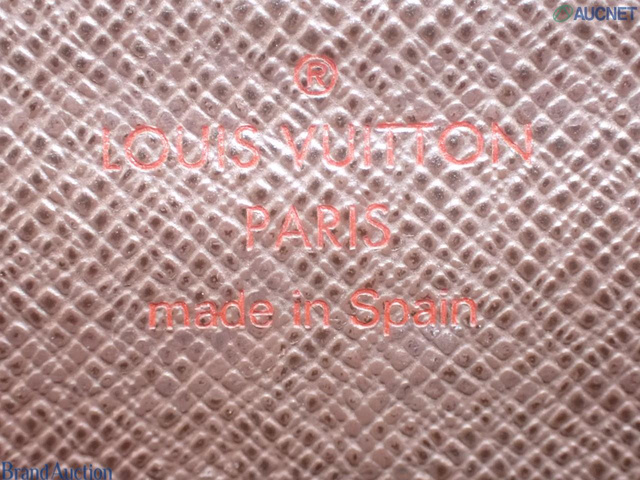 AUCNET
®
LOUIS VUITTON
PARIS
made in Spain
Brand Auction